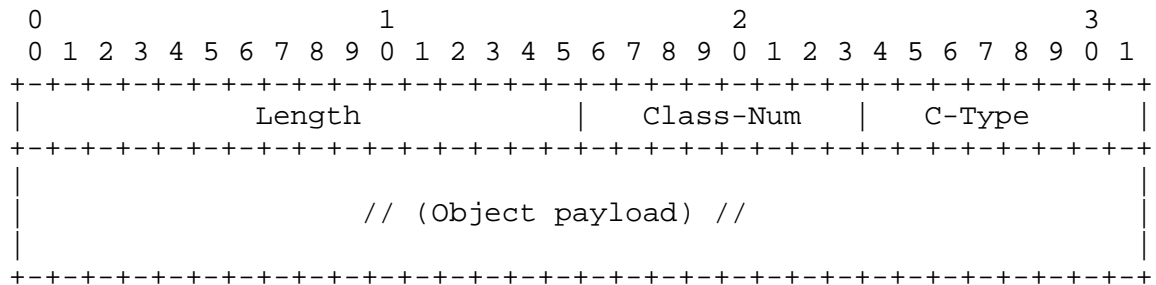 0                   1                   2                   3
 0 1 2 3 4 5 6 7 8 9 0 1 2 3 4 5 6 7 8 9 0 1 2 3 4 5 6 7 8 9 0 1
+-+-+-+-+-+-+-+-+-+-+-+-+-+-+-+-+-+-+-+-+-+-+-+-+-+-+-+-+-+-+-+-+
|             Length            |   Class-Num   |    C-Type     |
+-+-+-+-+-+-+-+-+-+-+-+-+-+-+-+-+-+-+-+-+-+-+-+-+-+-+-+-+-+-+-+-+
|                                                               |
|                   // (Object payload) //                      |
|                                                               |
+-+-+-+-+-+-+-+-+-+-+-+-+-+-+-+-+-+-+-+-+-+-+-+-+-+-+-+-+-+-+-+-+